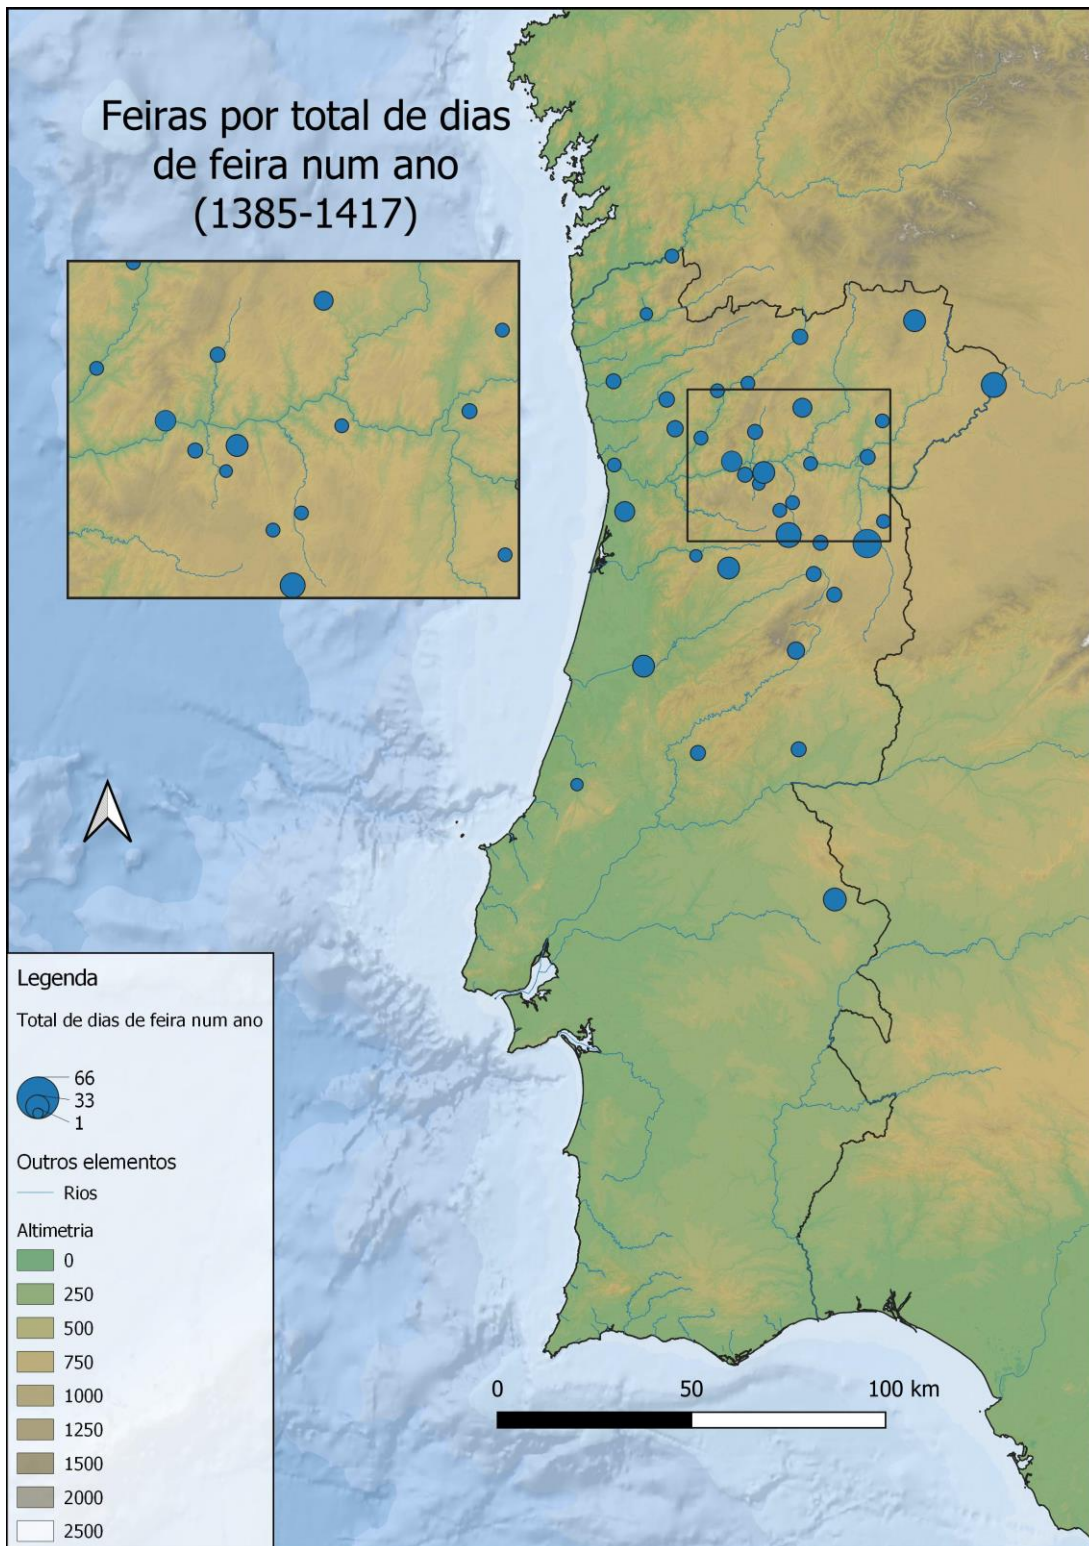 Feiras por total de dias
de feira num ano
(1385-1417)
Legenda
Total de dias de feira num ano
66
33
1
Outros elementos
Rios
Altimetria
0
250
500
750
1000
1250
1500
2000
2500
0 50 100 km